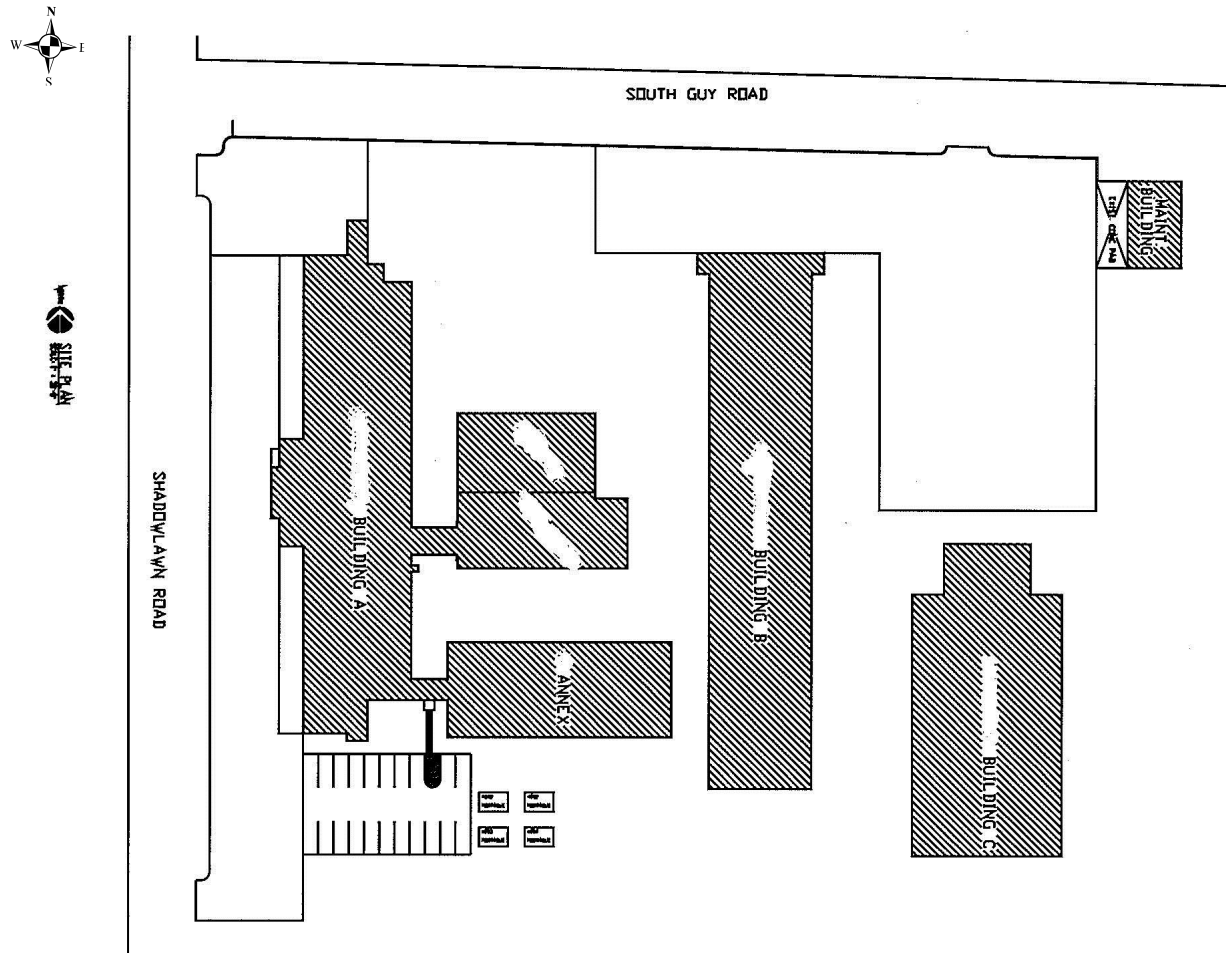 N
W E
S
SOUTH GUY ROAD
MAINT.
BUILDING
SITE PLAN
SHADOWLAWN ROAD
BUILDING A
BUILDING B
ANNEX
BUILDING C